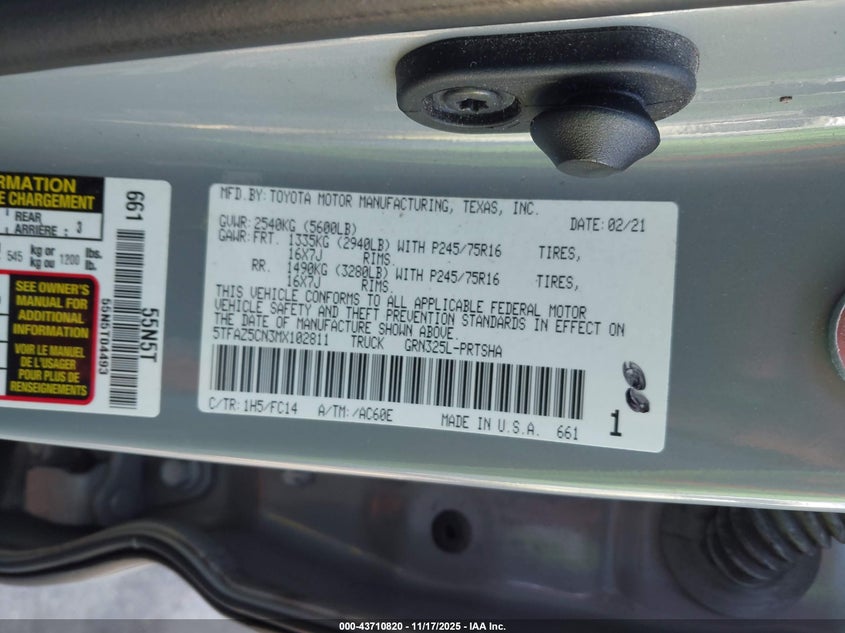 RMATION
E CHARGEMENT
REAR
ARRIÈRE : 3
545 kg or 1200 lbs.
kg ou lb.
SEE OWNER'S
MANUAL FOR
ADDITIONAL
INFORMATION
VOIR LE MANUEL
DE L'USAGER
POUR PLUS DE
RENSEIGNEMENTS
661
55N5T
55N5T04493
MFD.BY:TOYOTA MOTOR MANUFACTURING, TEXAS, INC.
GVWR:2540KG (5600LB) DATE:02/21
GAWR:FRT. 1335KG (2940LB) WITH P245/75R16 TIRES,
16X7J RIMS.
RR. 1490KG (3280LB) WITH P245/75R16 TIRES,
16X7J RIMS.
THIS VEHICLE CONFORMS TO ALL APPLICABLE FEDERAL MOTOR
VEHICLE SAFETY AND THEFT PREVENTION STANDARDS IN EFFECT ON
THE DATE OF MANUFACTURE SHOWN ABOVE.
5TFAZ5CN3MX102811 TRUCK GRN325L-PRTSHA
C/TR:1H5/FC14 A/TM:/AC60E MADE IN U.S.A. 661
1
000-43710820 - 11/17/2025 - IAA Inc.